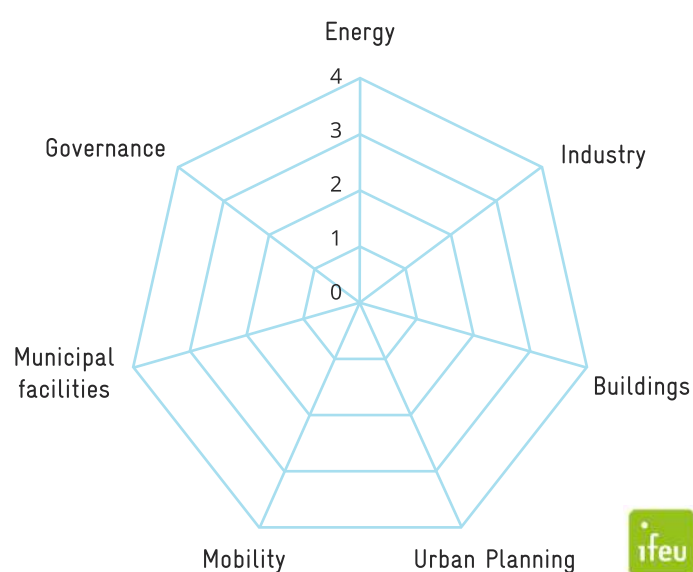 Energy
4
3
2
1
0
Governance
Industry
Municipal
facilities
Buildings
Mobility
Urban Planning
ifeu